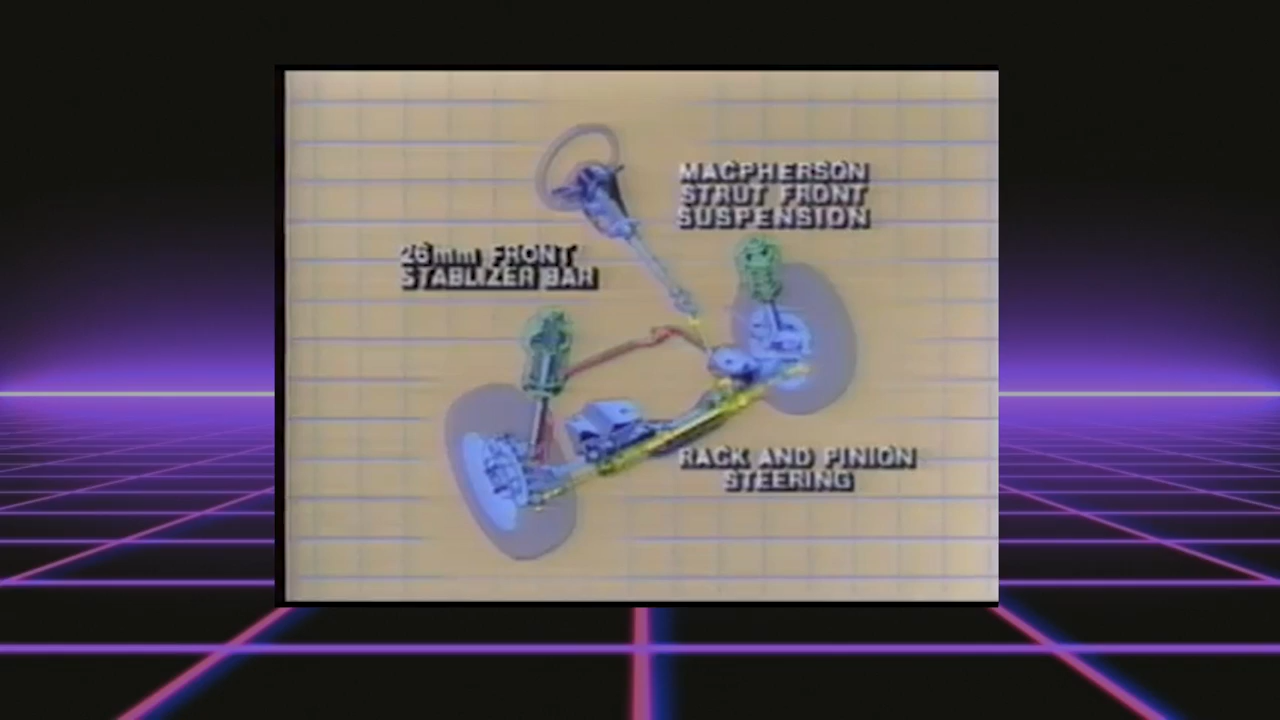 MACPHERSON
STRUT FRONT
SUSPENSION
26mm FRONT
STABLIZER BAR
RACK AND PINION
STEERING